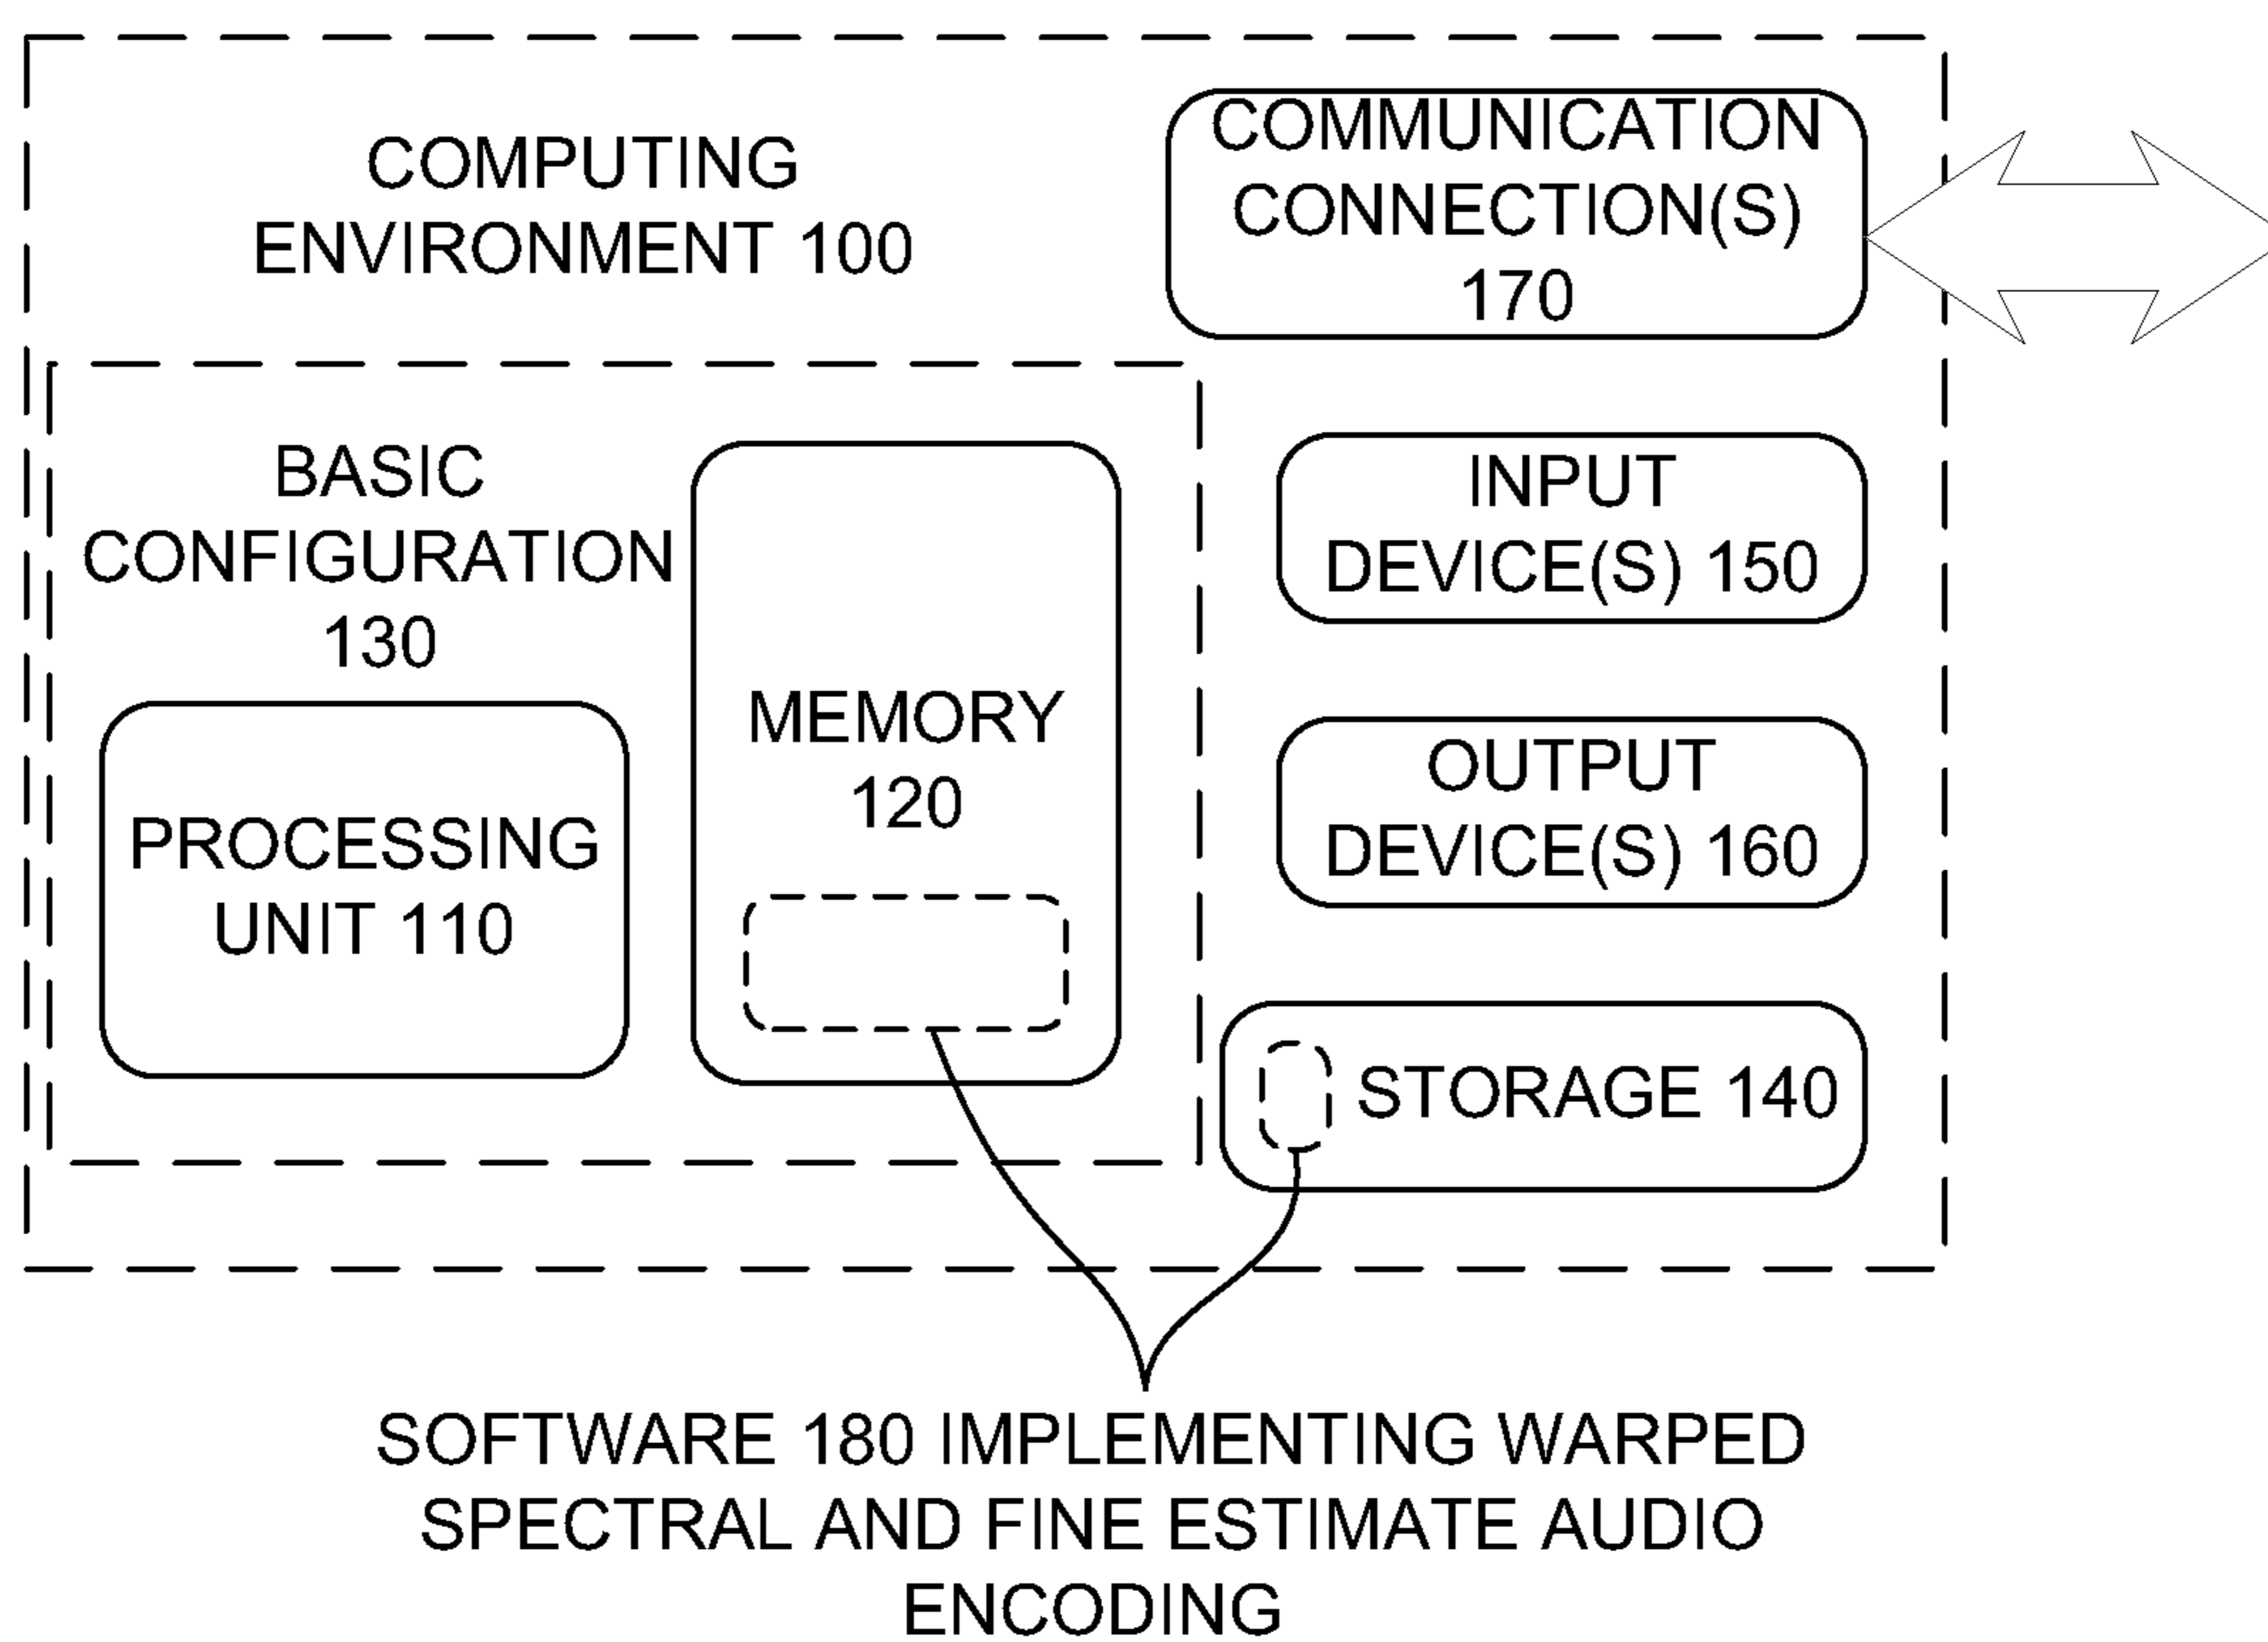 COMPUTING
ENVIRONMENT 100
COMMUNICATION
CONNECTION(S)
170
BASIC
CONFIGURATION
130
PROCESSING
UNIT 110
MEMORY
120
INPUT
DEVICE(S) 150
OUTPUT
DEVICE(S) 160
STORAGE 140
SOFTWARE 180 IMPLEMENTING WARPED
SPECTRAL AND FINE ESTIMATE AUDIO
ENCODING